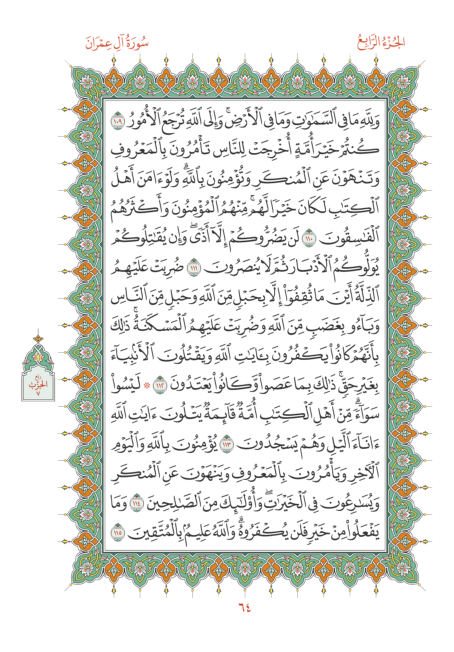 الجُزْءُ الرَّابِعُ
سُورَةُ آلِ عِمْرَانَ
وَلِلَّهِ مَا فِي ٱلسَّمَٰوَٰتِ وَمَا فِي ٱلْأَرْضِۚ وَإِلَى ٱللَّهِ تُرْجَعُ ٱلْأُمُورُ ١٠٩
كُنتُمْ خَيْرَ أُمَّةٍ أُخْرِجَتْ لِلنَّاسِ تَأْمُرُونَ بِٱلْمَعْرُوفِ
وَتَنْهَوْنَ عَنِ ٱلْمُنكَرِ وَتُؤْمِنُونَ بِٱللَّهِۗ وَلَوْ ءَامَنَ أَهْلُ
ٱلْكِتَٰبِ لَكَانَ خَيْرًا لَّهُمۚ مِّنْهُمُ ٱلْمُؤْمِنُونَ وَأَكْثَرُهُمُ
ٱلْفَٰسِقُونَ ١١٠ لَن يَضُرُّوكُمْ إِلَّآ أَذًىۖ وَإِن يُقَٰتِلُوكُمْ
يُوَلُّوكُمُ ٱلْأَدْبَارَ ثُمَّ لَا يُنصَرُونَ ١١١ ضُرِبَتْ عَلَيْهِمُ
ٱلذِّلَّةُ أَيْنَ مَا ثُقِفُوٓا۟ إِلَّا بِحَبْلٍ مِّنَ ٱللَّهِ وَحَبْلٍ مِّنَ ٱلنَّاسِ
وَبَآءُو بِغَضَبٍ مِّنَ ٱللَّهِ وَضُرِبَتْ عَلَيْهِمُ ٱلْمَسْكَنَةُۚ ذَٰلِكَ
بِأَنَّهُمْ كَانُوا۟ يَكْفُرُونَ بِـَٔايَٰتِ ٱللَّهِ وَيَقْتُلُونَ ٱلْأَنۢبِيَآءَ
بِغَيْرِ حَقٍّۚ ذَٰلِكَ بِمَا عَصَوا۟ وَّكَانُوا۟ يَعْتَدُونَ ١١٢ ۞ لَيْسُوا۟
سَوَآءًۗ مِّنْ أَهْلِ ٱلْكِتَٰبِ أُمَّةٌ قَآئِمَةٌ يَتْلُونَ ءَايَٰتِ ٱللَّهِ
ءَانَآءَ ٱلَّيْلِ وَهُمْ يَسْجُدُونَ ١١٣ يُؤْمِنُونَ بِٱللَّهِ وَٱلْيَوْمِ
ٱلْـَٔاخِرِ وَيَأْمُرُونَ بِٱلْمَعْرُوفِ وَيَنْهَوْنَ عَنِ ٱلْمُنكَرِ
وَيُسَٰرِعُونَ فِي ٱلْخَيْرَٰتِۖ وَأُو۟لَٰٓئِكَ مِنَ ٱلصَّٰلِحِينَ ١١٤ وَمَا
يَفْعَلُوا۟ مِنْ خَيْرٍ فَلَن يُكْفَرُوهُۗ وَٱللَّهُ عَلِيمٌۢ بِٱلْمُتَّقِينَ ١١٥
ربع
الحزب
٧
٦٤